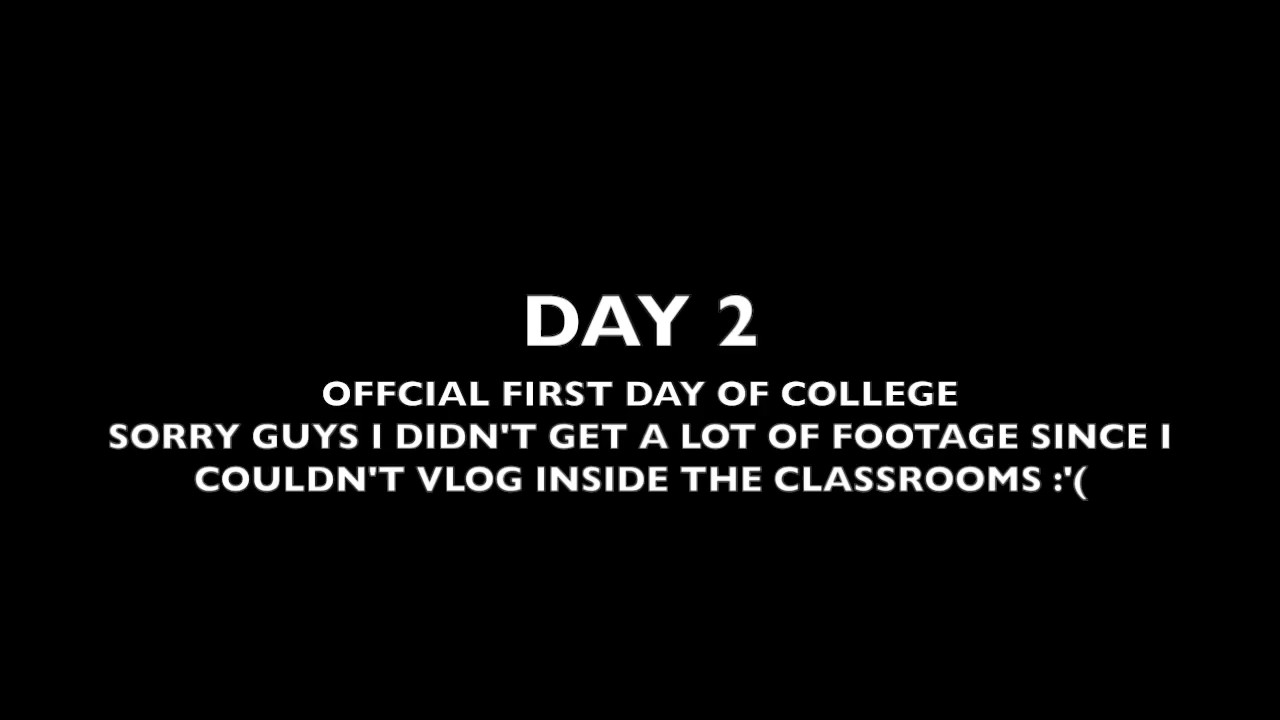 DAY 2
OFFCIAL FIRST DAY OF COLLEGE
SORRY GUYS I DIDN'T GET A LOT OF FOOTAGE SINCE I
COULDN'T VLOG INSIDE THE CLASSROOMS :'(